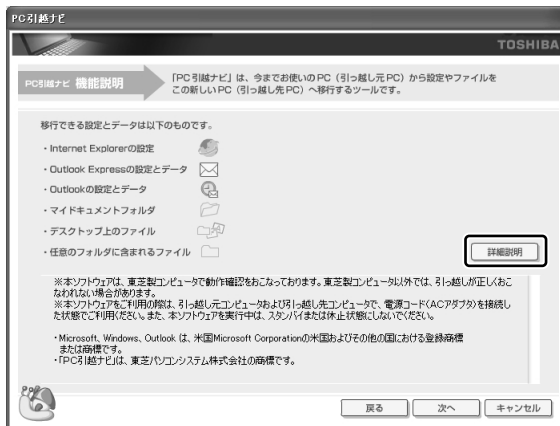 PC引越ナビ
TOSHIBA
PC引越ナビ 機能説明
「PC引越ナビ」は、今までお使いのPC（引っ越し元PC）から設定やファイルを
この新しいPC（引っ越し先PC）へ移行するツールです。
移行できる設定とデータは以下のものです。
・Internet Explorerの設定
・Outlook Expressの設定とデータ
・Outlookの設定とデータ
・マイドキュメントフォルダ
・デスクトップ上のファイル
・任意のフォルダに含まれるファイル
詳細説明
※本ソフトウェアは、東芝製コンピュータで動作確認をおこなっております。東芝製コンピュータ以外では、引っ越しが正しくおこ
なわれない場合があります。
※本ソフトウェアをご利用の際は、引っ越し元コンピュータおよび引っ越し先コンピュータで、電源コード(ACアダプタ)を接続し
た状態でご利用ください。また、本ソフトウェアを実行中は、スタンバイまたは休止状態にしないでください。
・Microsoft、Windows、Outlook は、米国Microsoft Corporationの米国およびその他の国における登録商標
または商標です。
・「PC引越ナビ」は、東芝パソコンシステム株式会社の商標です。
戻る
次へ
キャンセル